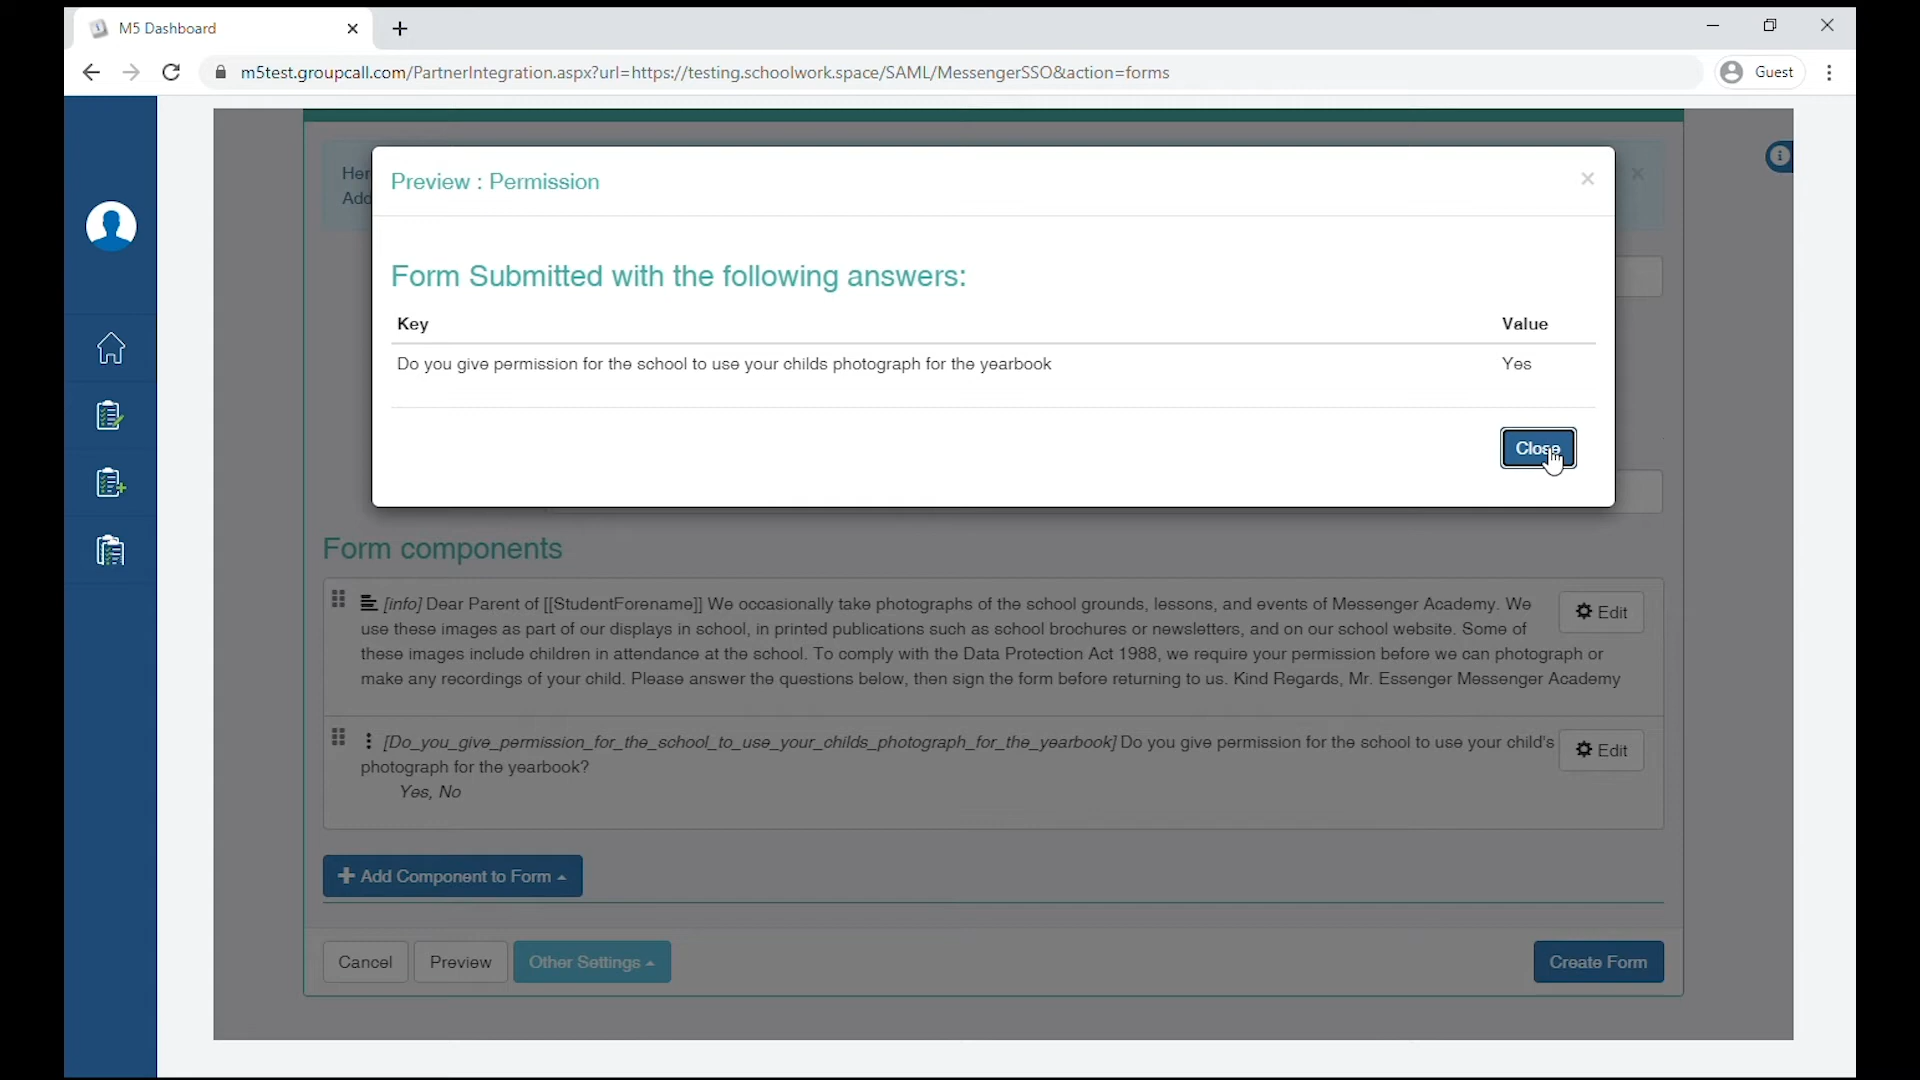 M5 Dashboard
m5test.groupcall.com/PartnerIntegration.aspx?url=https://testing.schoolwork.space/SAML/MessengerSSO&action=forms
Guest
Her
Add
Preview : Permission
Form Submitted with the following answers:
Key Value
Do you give permission for the school to use your childs photograph for the yearbook Yes
Close
Form components
[info] Dear Parent of [[StudentForename]] We occasionally take photographs of the school grounds, lessons, and events of Messenger Academy. We
use these images as part of our displays in school, in printed publications such as school brochures or newsletters, and on our school website. Some of
these images include children in attendance at the school. To comply with the Data Protection Act 1988, we require your permission before we can photograph or
make any recordings of your child. Please answer the questions below, then sign the form before returning to us. Kind Regards, Mr. Essenger Messenger Academy
Edit
[Do_you_give_permission_for_the_school_to_use_your_childs_photograph_for_the_yearbook] Do you give permission for the school to use your child's
photograph for the yearbook?
Yes, No
Edit
Add Component to Form
Cancel Preview Other Settings Create Form